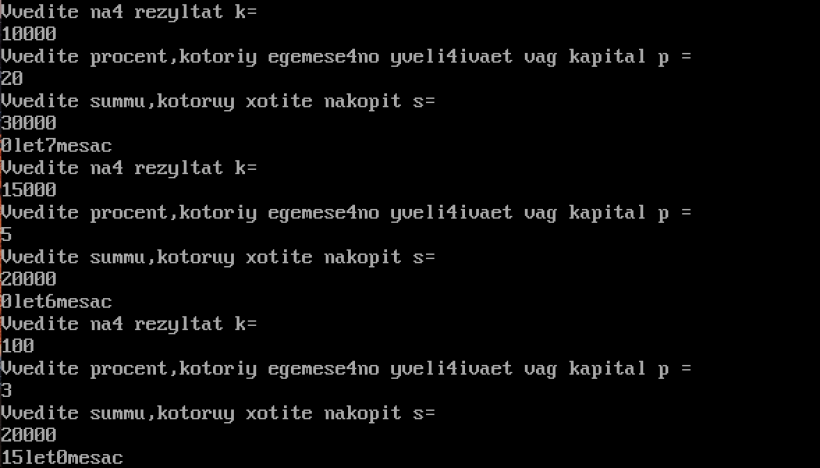 Vvedite na4 rezyltat k=
10000
Vvedite procent,kotoriy egemese4no yveli4ivaet vag kapital p =
20
Vvedite summu,kotoruy xotite nakopit s=
30000
0let7mesac
Vvedite na4 rezyltat k=
15000
Vvedite procent,kotoriy egemese4no yveli4ivaet vag kapital p =
5
Vvedite summu,kotoruy xotite nakopit s=
20000
0let6mesac
Vvedite na4 rezyltat k=
100
Vvedite procent,kotoriy egemese4no yveli4ivaet vag kapital p =
3
Vvedite summu,kotoruy xotite nakopit s=
20000
15let0mesac